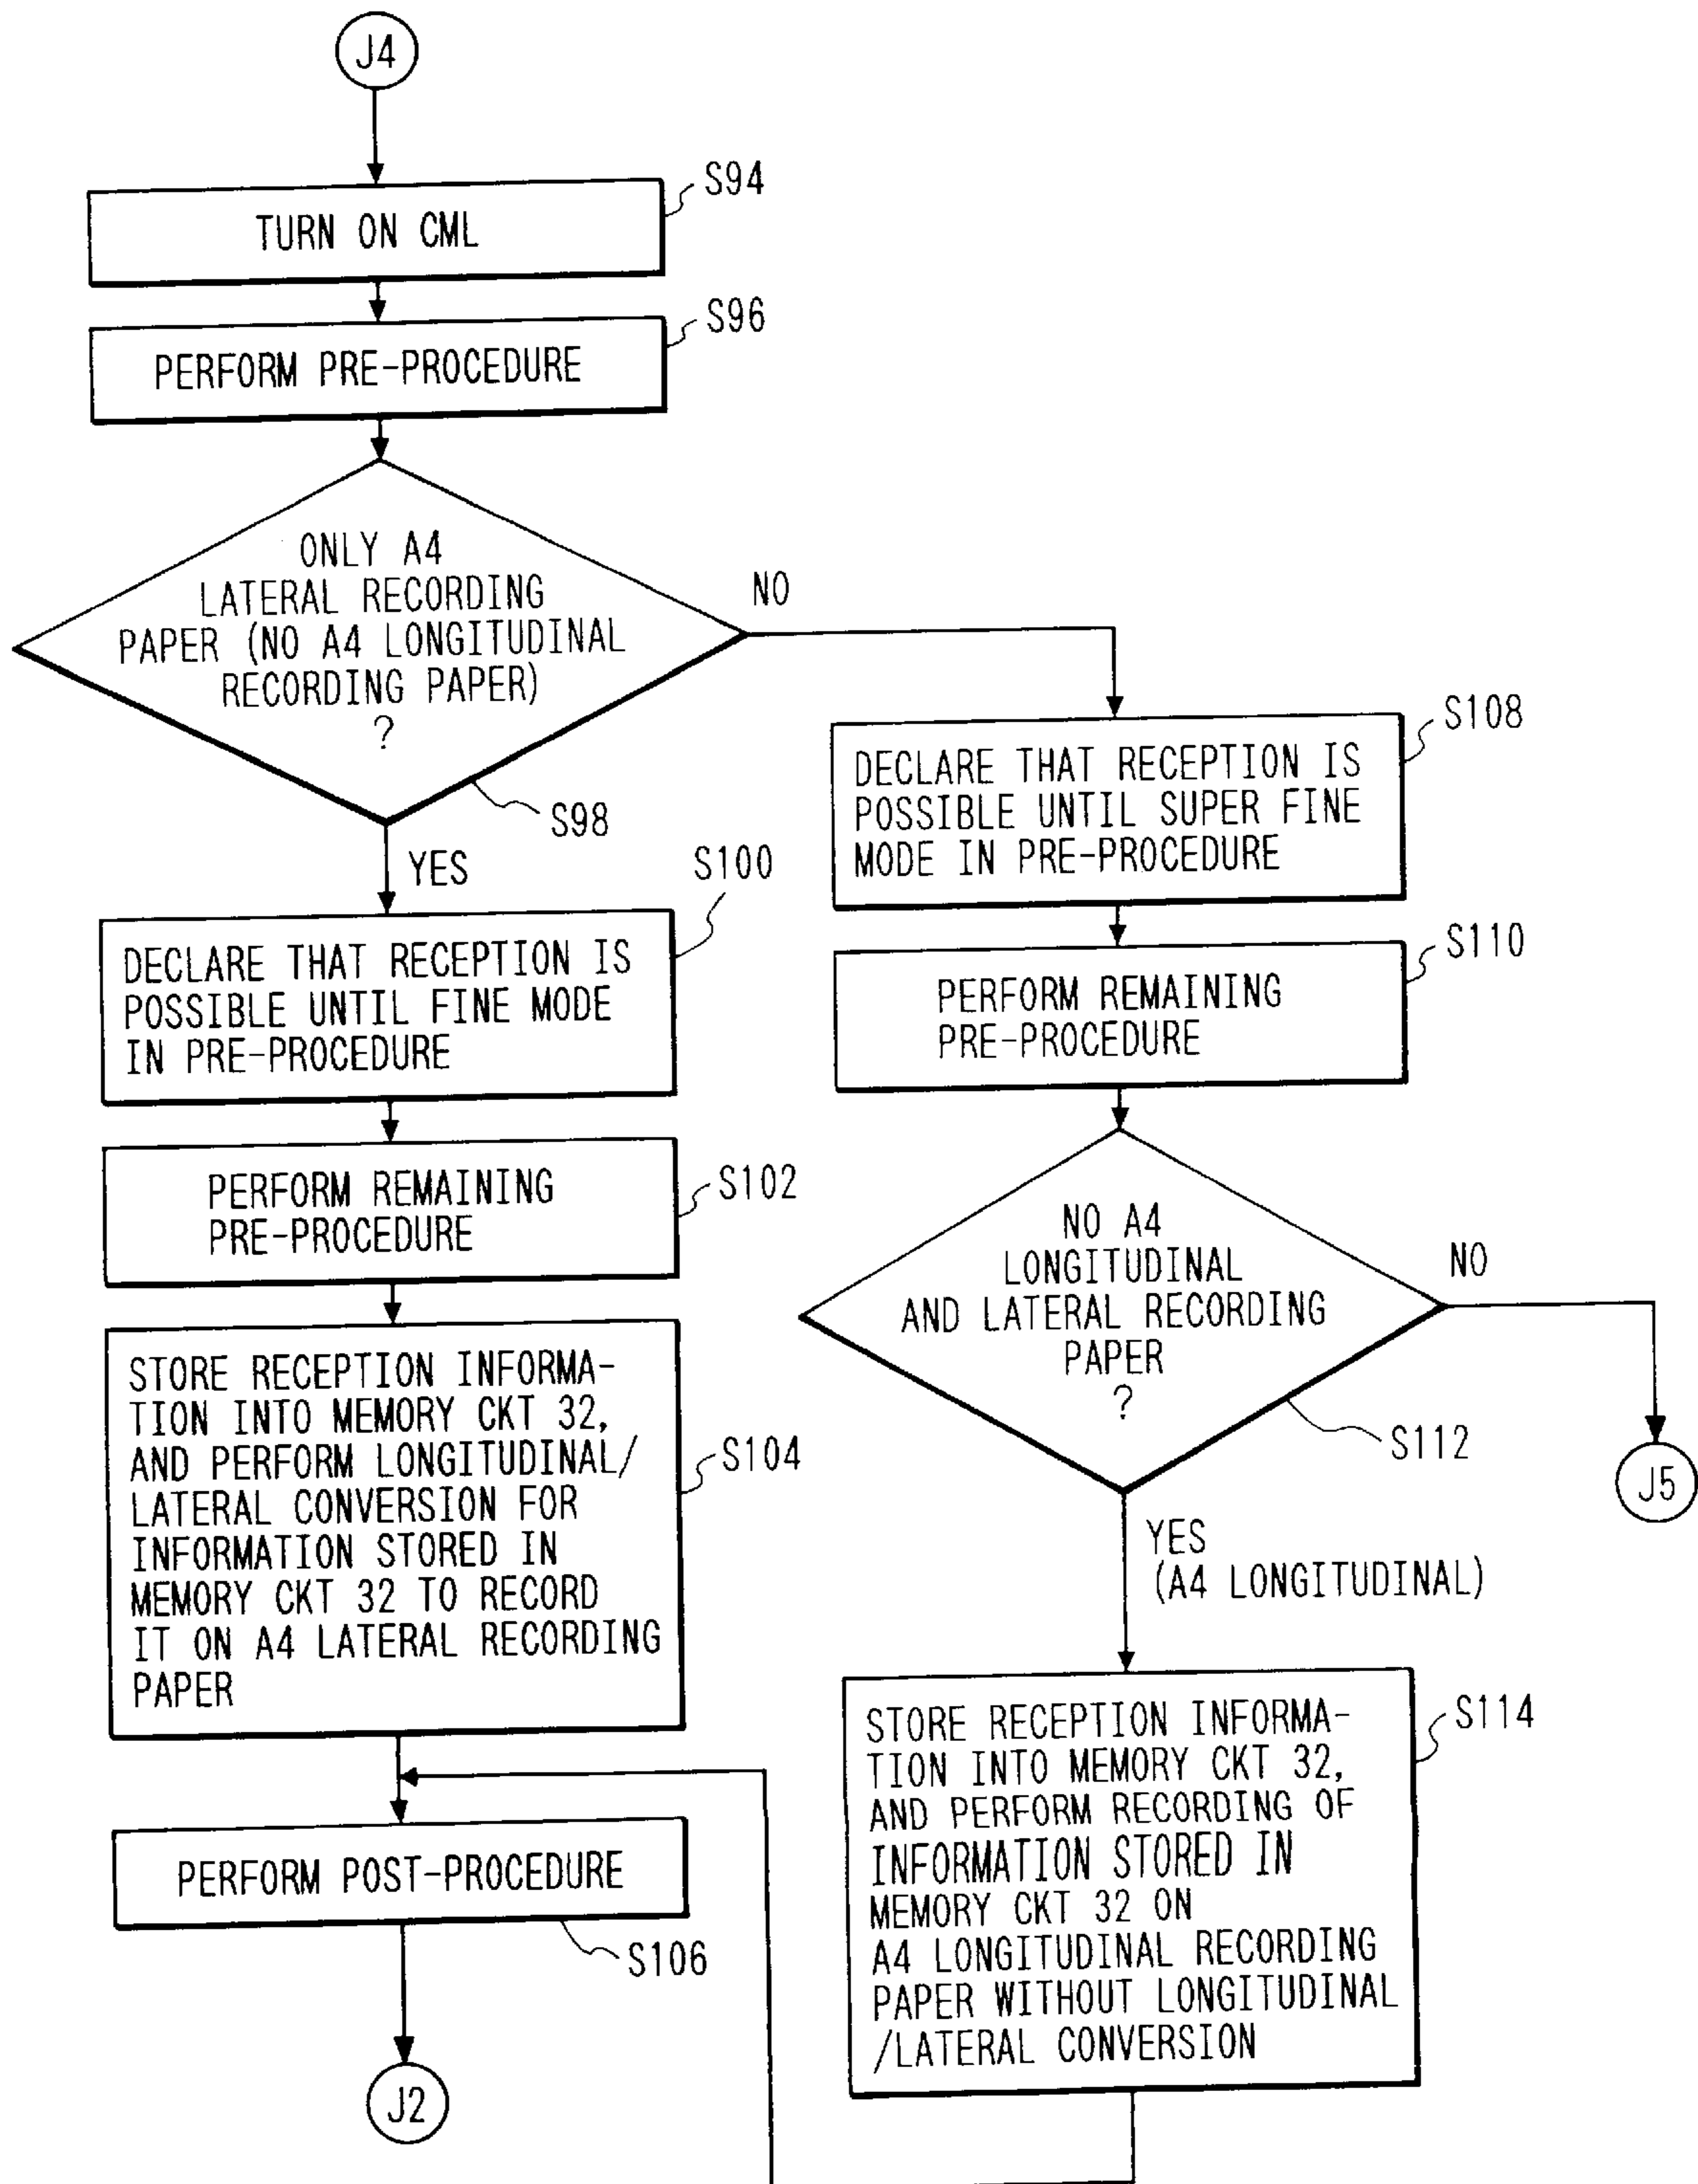 J4
TURN ON CML
S94
PERFORM PRE-PROCEDURE
S96
ONLY A4
LATERAL RECORDING
PAPER (NO A4 LONGITUDINAL
RECORDING PAPER)
?
NO
S98
YES
S100
DECLARE THAT RECEPTION IS
POSSIBLE UNTIL FINE MODE
IN PRE-PROCEDURE
PERFORM REMAINING
PRE-PROCEDURE
S102
STORE RECEPTION INFORMA-
TION INTO MEMORY CKT 32,
AND PERFORM LONGITUDINAL/
LATERAL CONVERSION FOR
INFORMATION STORED IN
MEMORY CKT 32 TO RECORD
IT ON A4 LATERAL RECORDING
PAPER
S104
PERFORM POST-PROCEDURE
S106
J2
S108
DECLARE THAT RECEPTION IS
POSSIBLE UNTIL SUPER FINE
MODE IN PRE-PROCEDURE
S110
PERFORM REMAINING
PRE-PROCEDURE
NO A4
LONGITUDINAL
AND LATERAL RECORDING
PAPER
?
NO
S112
J5
YES
(A4 LONGITUDINAL)
STORE RECEPTION INFORMA-
TION INTO MEMORY CKT 32,
AND PERFORM RECORDING OF
INFORMATION STORED IN
MEMORY CKT 32 ON
A4 LONGITUDINAL RECORDING
PAPER WITHOUT LONGITUDINAL
/LATERAL CONVERSION
S114